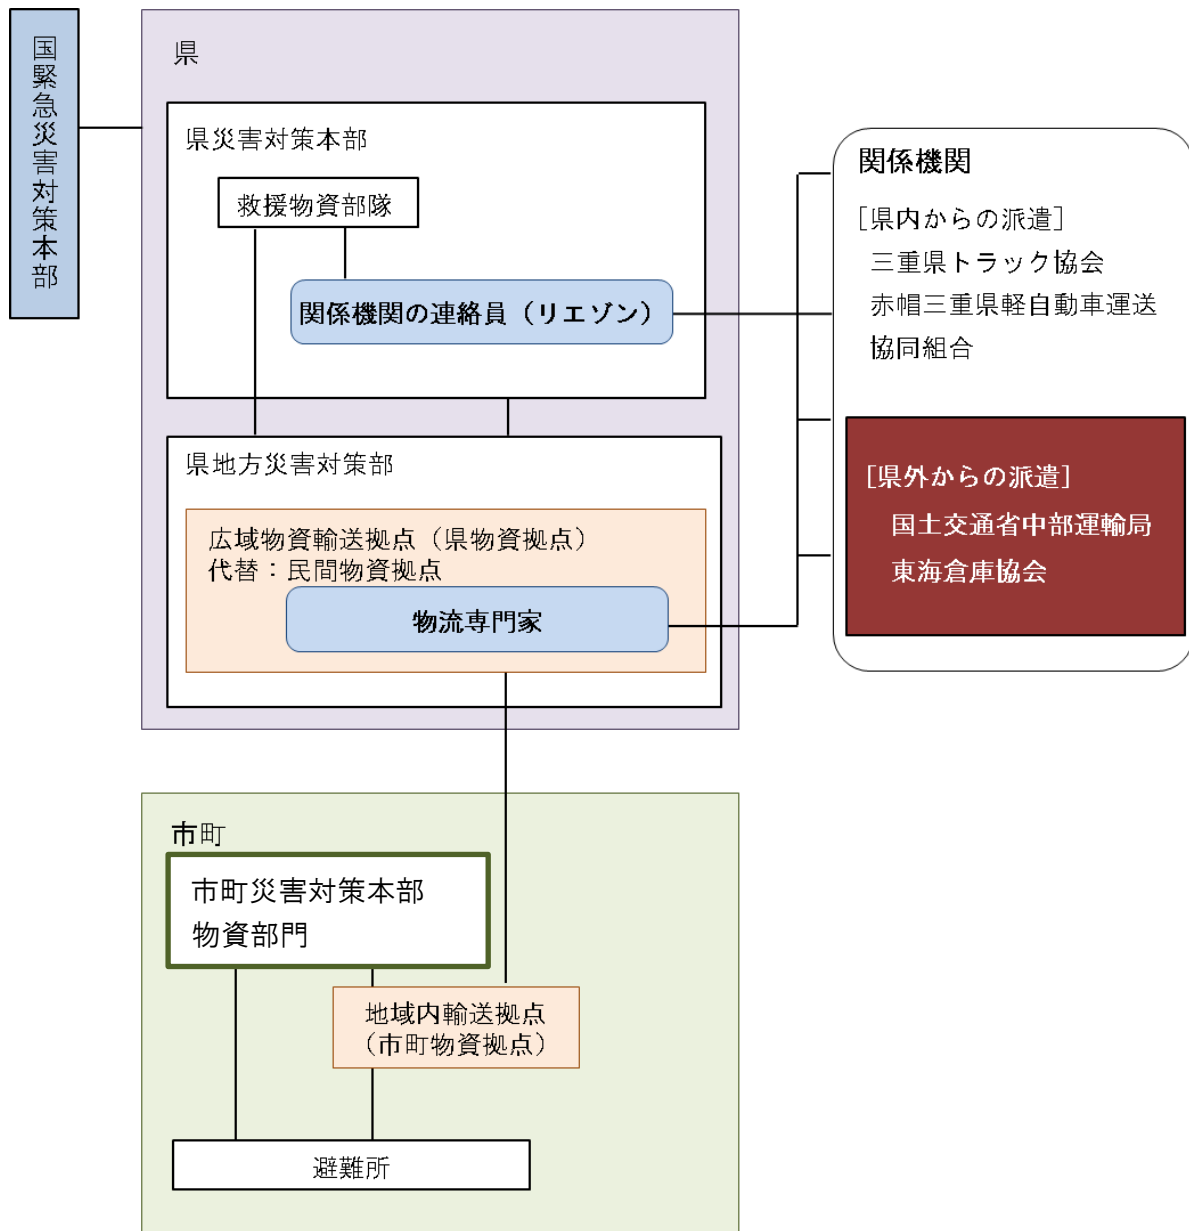 国緊急災害対策本部
県
県災害対策本部
救援物資部隊
関係機関の連絡員（リエゾン）
県地方災害対策部
広域物資輸送拠点（県物資拠点）
代替：民間物資拠点
物流専門家
関係機関
［県内からの派遣］
三重県トラック協会
赤帽三重県軽自動車運送
協同組合
［県外からの派遣］
国土交通省中部運輸局
東海倉庫協会
市町
市町災害対策本部
物資部門
地域内輸送拠点
（市町物資拠点）
避難所